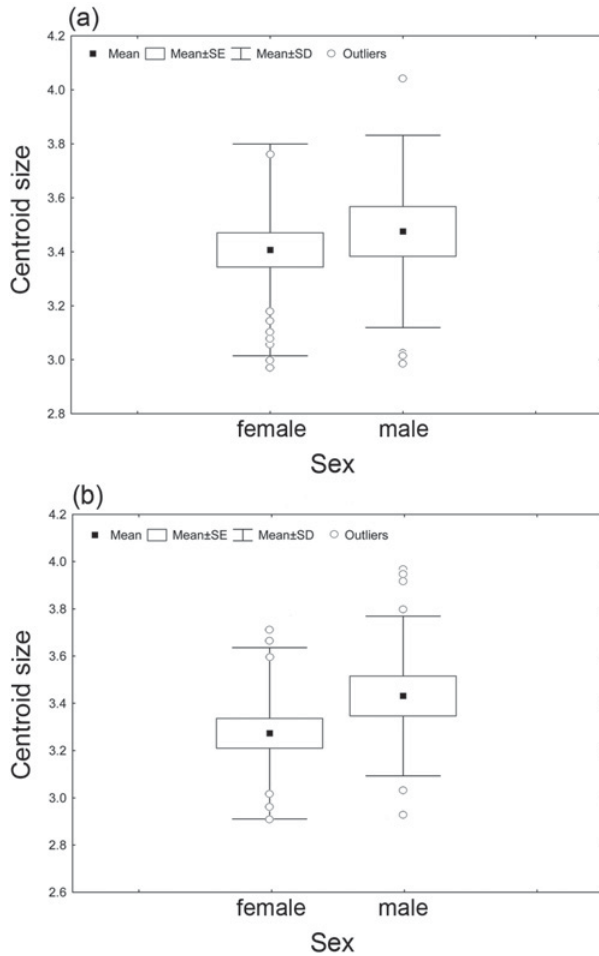 (a)
4.2
Mean Mean±SE Mean±SD Outliers
4.0
3.8
3.6
3.4
3.2
3.0
2.8
Centroid size
female male
Sex
(b)
4.2
Mean Mean±SE Mean±SD Outliers
4.0
3.8
3.6
3.4
3.2
3.0
2.8
2.6
Centroid size
female male
Sex